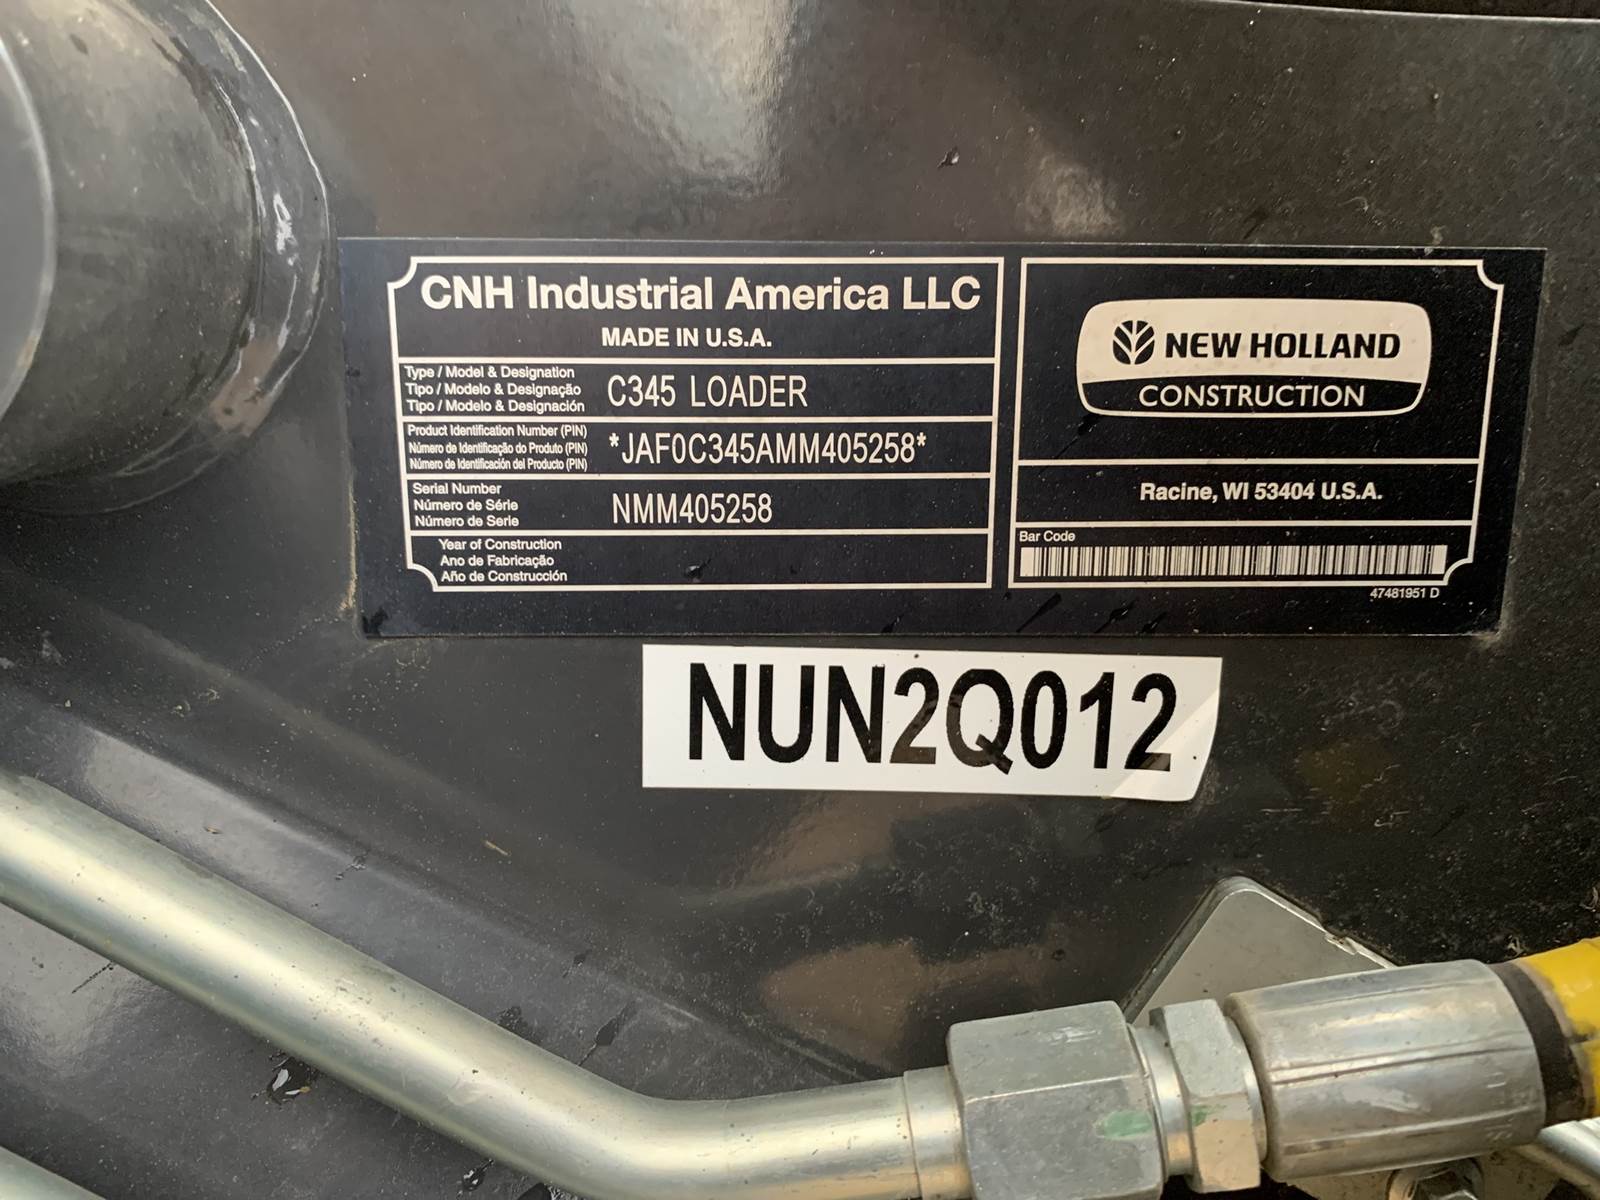 CNH Industrial America LLC
MADE IN U.S.A.
Type / Model & Designation
Tipo / Modelo & Designação
Tipo / Modelo & Designación
C345 LOADER
Product Identification Number (PIN)
Número de Identificação do Produto (PIN)
Número de Identificación del Producto (PIN)
*JAF0C345AMM405258*
Serial Number
Número de Série
Número de Serie
NMM405258
Year of Construction
Ano de Fabricação
Año de Construcción
NEW HOLLAND
CONSTRUCTION
Racine, WI 53404 U.S.A.
Bar Code
47481951 D
NUN2Q012